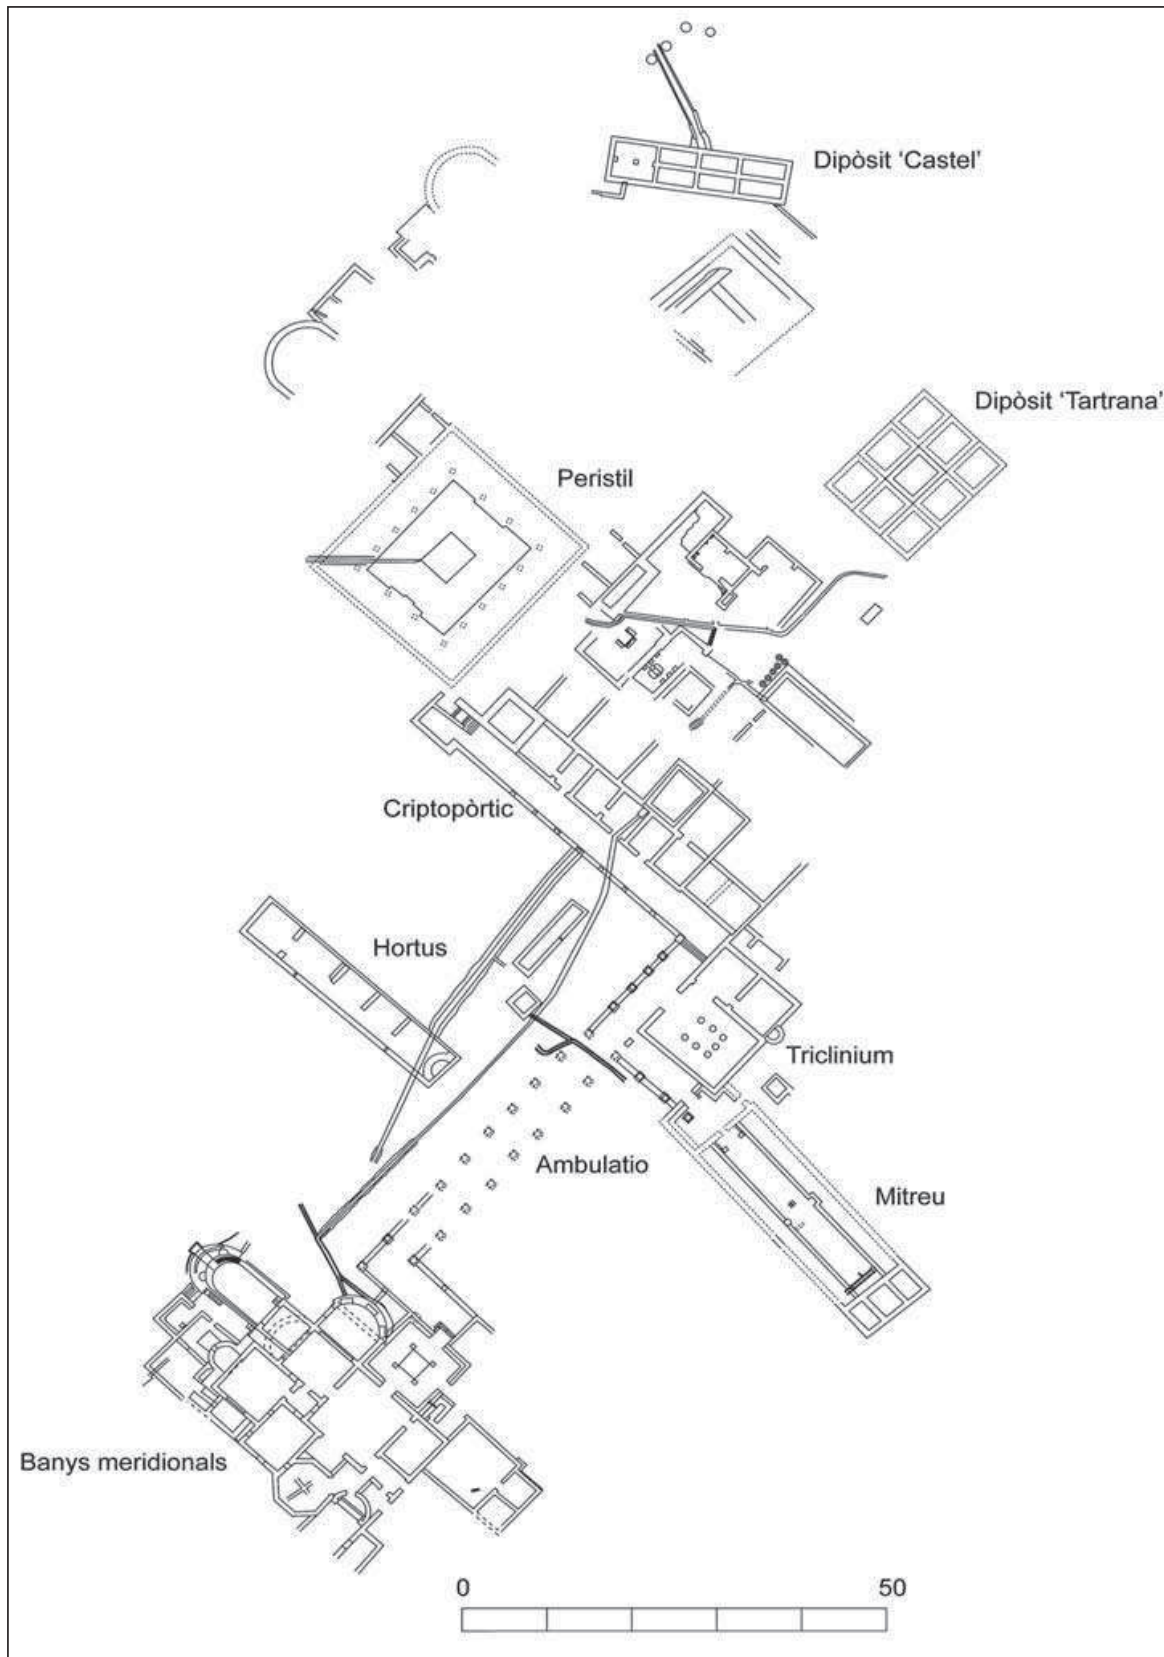 Dipòsit ‘Castel’
Dipòsit ‘Tartrana’
Peristil
Criptopòrtic
Hortus
Triclinium
Ambulatio
Mitreu
Banys meridionals
0 50